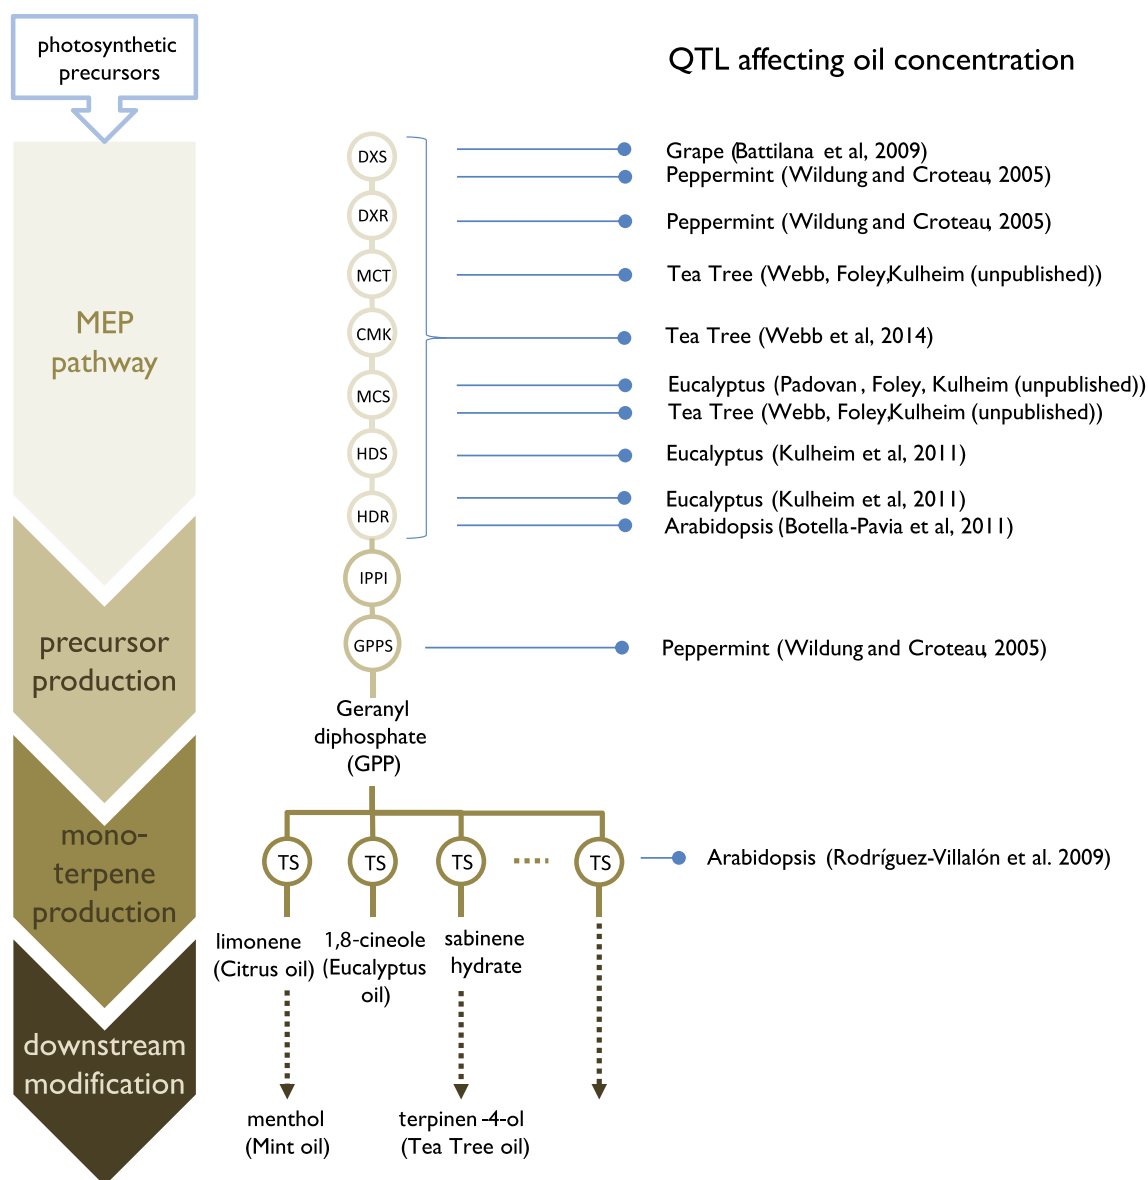 photosynthetic
precursors
QTL affecting oil concentration
DXS
Grape (Battilana et al, 2009)
Peppermint (Wildung and Croteau, 2005)
DXR
Peppermint (Wildung and Croteau, 2005)
MCT
Tea Tree (Webb, Foley,Kulheim (unpublished))
MEP
pathway
CMK
Tea Tree (Webb et al, 2014)
MCS
Eucalyptus (Padovan , Foley, Kulheim (unpublished))
Tea Tree (Webb, Foley,Kulheim (unpublished))
HDS
Eucalyptus (Kulheim et al, 2011)
HDR
Eucalyptus (Kulheim et al, 2011)
Arabidopsis (Botella-Pavia et al, 2011)
IPPI
precursor
production
GPPS
Peppermint (Wildung and Croteau, 2005)
Geranyl
diphosphate
(GPP)
mono-
terpene
production
TS
TS
TS
TS
Arabidopsis (Rodríguez-Villalón et al. 2009)
limonene
(Citrus oil)
1,8-cineole
(Eucalyptus
oil)
sabinene
hydrate
downstream
modification
menthol
(Mint oil)
terpinen -4-ol
(Tea Tree oil)